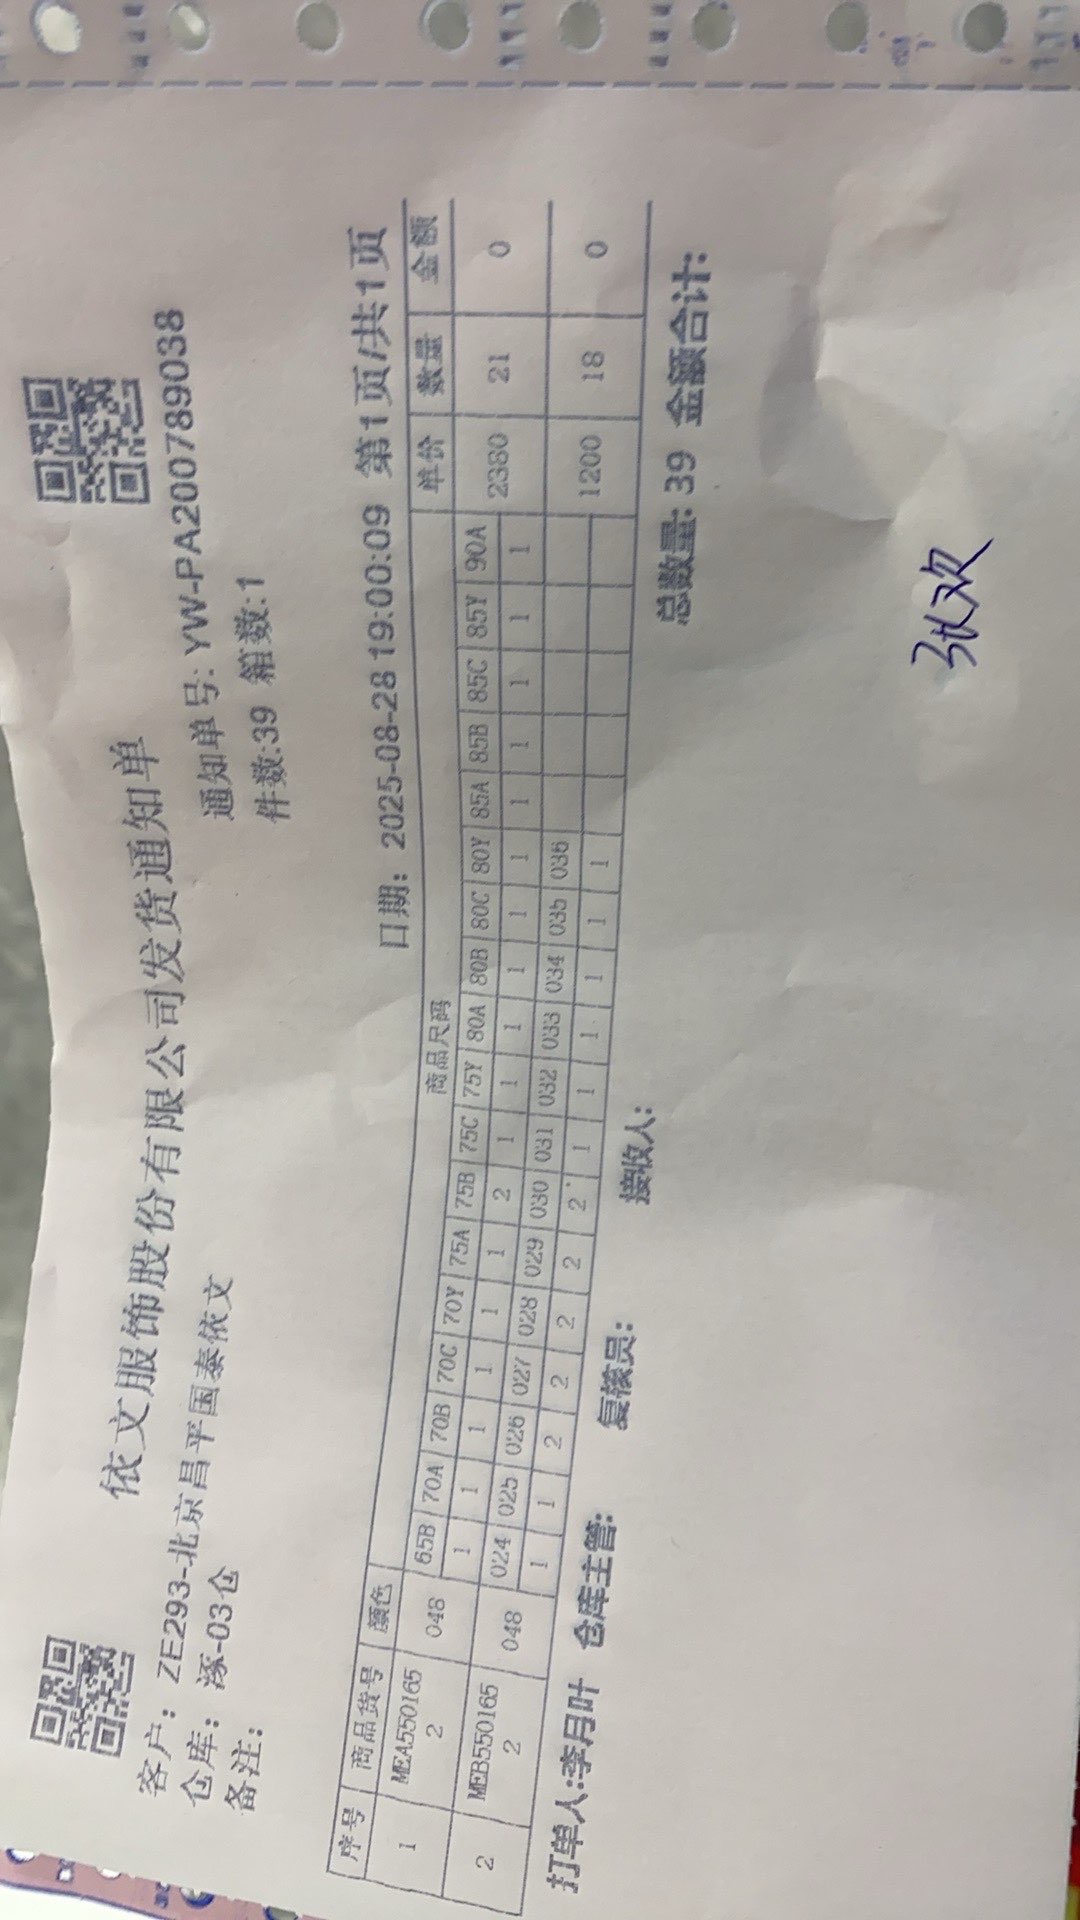 依文服饰股份有限公司发货通知单
客户：ZE293-北京昌平国泰依文 通知单号：YW-PA200789038
仓库：涿-03仓 件数:39 箱数:1
备注：
日期：2025-08-28 19:00:09 第1页/共1页
序号 商品货号 颜色 商品尺码 单价 数量 金额
65B 70A 70B 70C 70Y 75A 75B 75C 75Y 80A 80B 80C 80Y 85A 85B 85C 85Y 90A
1 MEA5501652 048 1 1 1 1 1 1 2 1 1 1 1 1 1 1 1 1 1 1 2380 21 0
024 025 026 027 028 029 030 031 032 033 034 035 036
2 MEB5501652 048 1 1 2 2 2 2 2 1 1 1 1 1 1 1200 18 0
打单人:李月叶 仓库主管: 复核员: 接收人: 总数量: 39 金额合计:
张欢